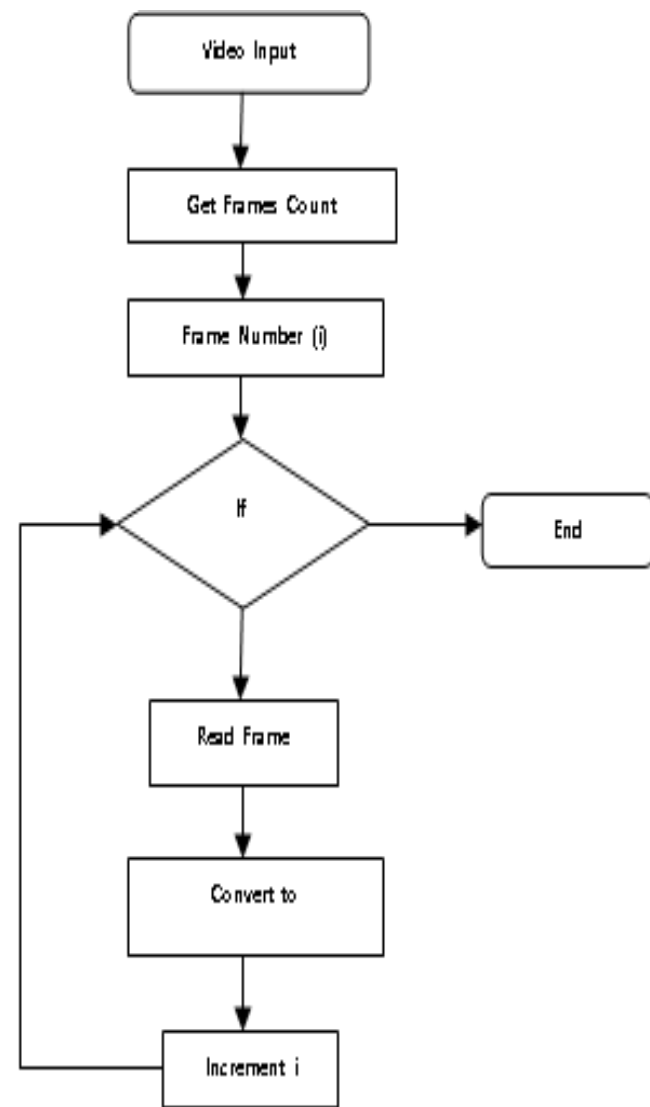 Video Input
Get Frames Count
Frame Number (i)
If
End
Read Frame
Convert to
Increment i